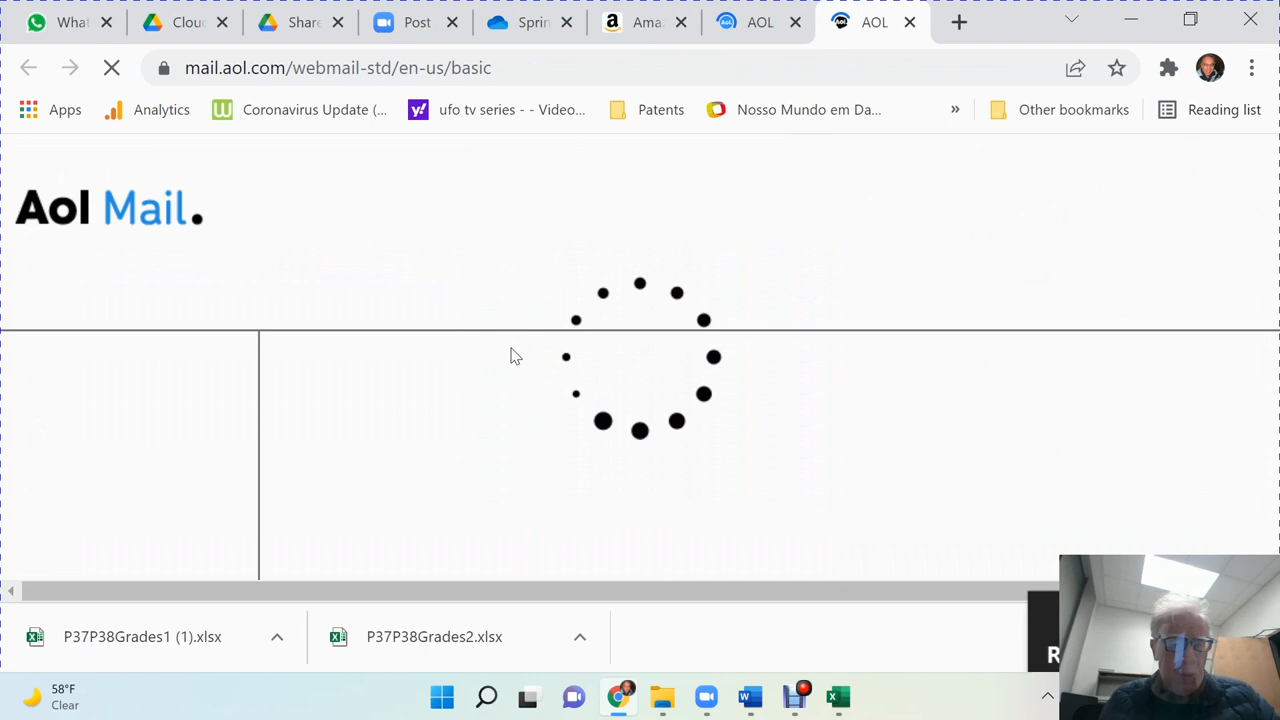 What
Clou
Share
Post
Sprin
Ama
AOL
AOL
mail.aol.com/webmail-std/en-us/basic
Apps
Analytics
Coronavirus Update (...
ufo tv series - - Video...
Patents
Nosso Mundo em Da...
»
Other bookmarks
Reading list
Aol Mail.
P37P38Grades1 (1).xlsx
P37P38Grades2.xlsx
R
58°F
Clear